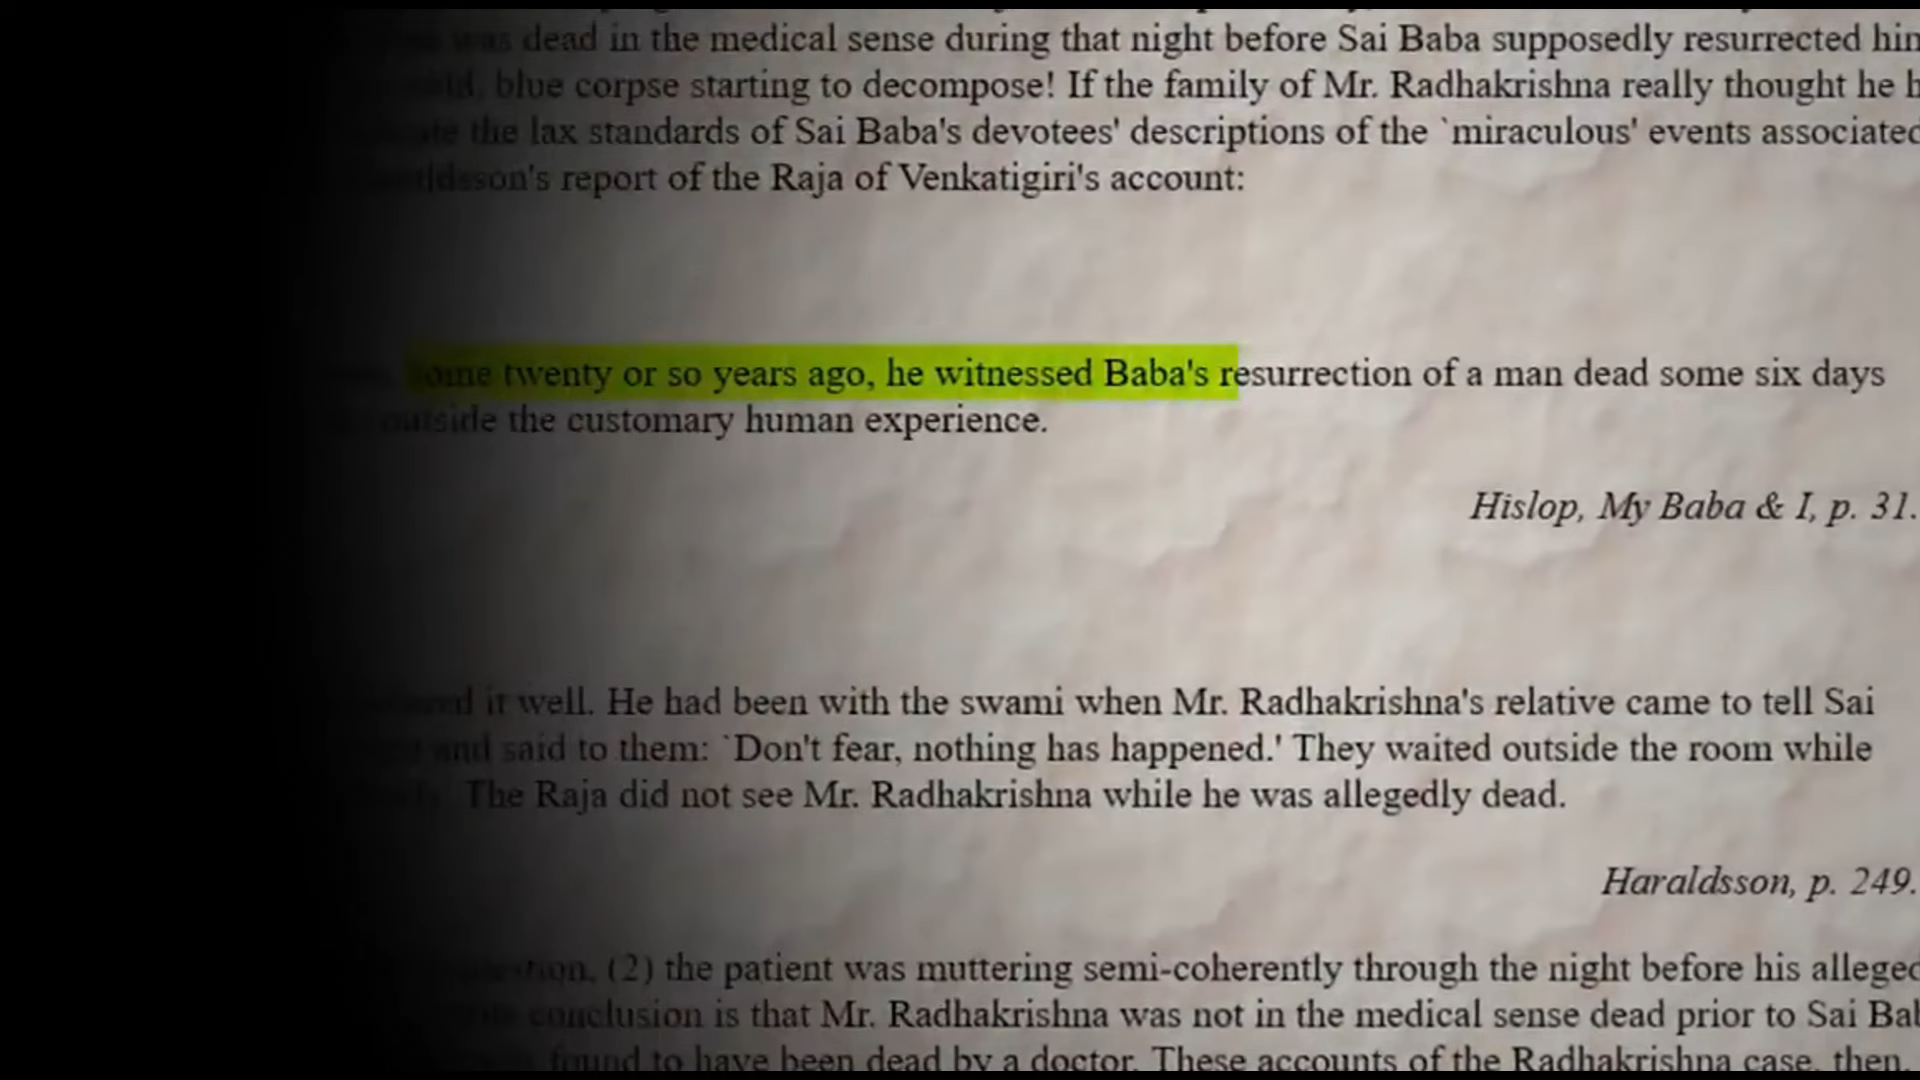 was dead in the medical sense during that night before Sai Baba supposedly resurrected him
cold, blue corpse starting to decompose! If the family of Mr. Radhakrishna really thought he h
the lax standards of Sai Baba's devotees' descriptions of the `miraculous' events associated
Haraldsson's report of the Raja of Venkatigiri's account:
some twenty or so years ago, he witnessed Baba's resurrection of a man dead some six days
outside the customary human experience.
Hislop, My Baba & I, p. 31.
it well. He had been with the swami when Mr. Radhakrishna's relative came to tell Sai
and said to them: `Don't fear, nothing has happened.' They waited outside the room while
The Raja did not see Mr. Radhakrishna while he was allegedly dead.
Haraldsson, p. 249.
(2) the patient was muttering semi-coherently through the night before his alleged
conclusion is that Mr. Radhakrishna was not in the medical sense dead prior to Sai Bab
found to have been dead by a doctor. These accounts of the Radhakrishna case, then,